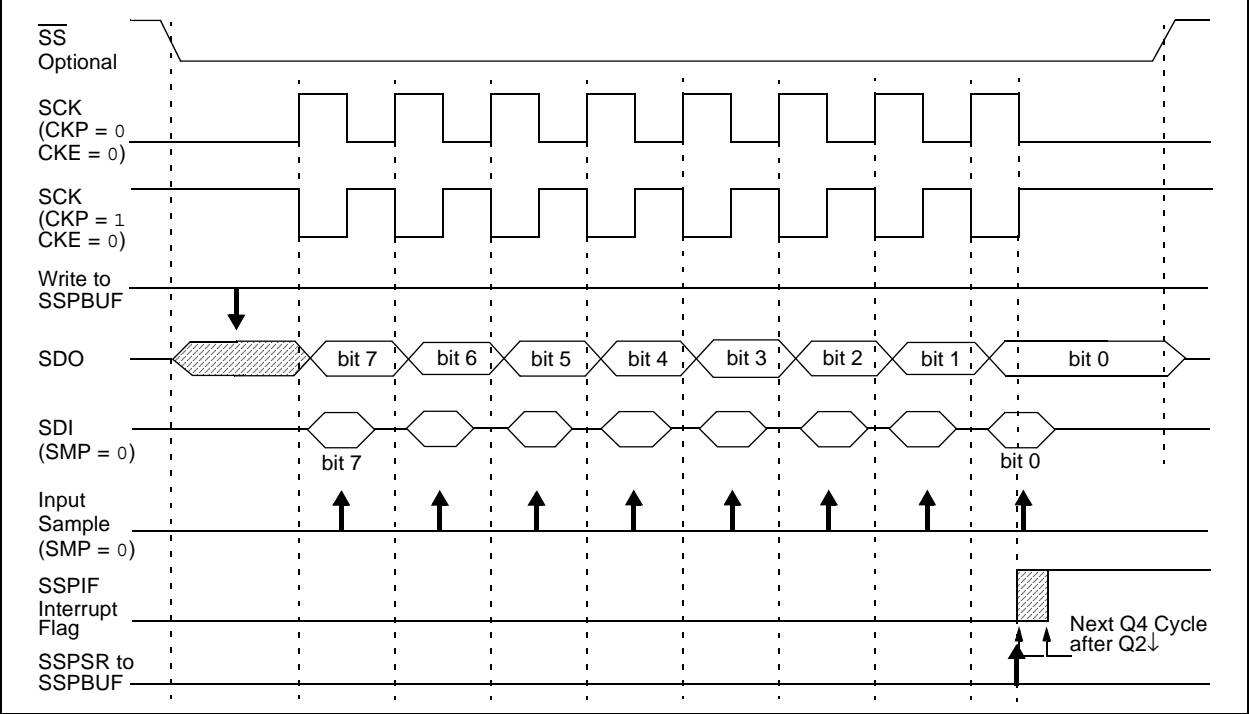 SS
Optional
SCK
(CKP = 0
CKE = 0)
SCK
(CKP = 1
CKE = 0)
Write to
SSPBUF
SDO
bit 7 bit 6 bit 5 bit 4 bit 3 bit 2 bit 1 bit 0
SDI
(SMP = 0)
bit 7 bit 0
Input
Sample
(SMP = 0)
SSPIF
Interrupt
Flag
Next Q4 Cycle
after Q2↓
SSPSR to
SSPBUF